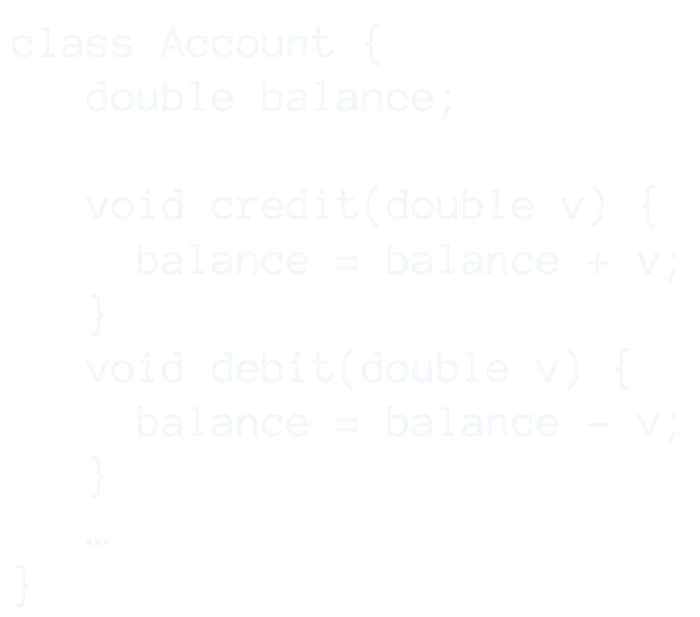 class Account {
double balance;
void credit(double v) {
balance = balance + v;
}
void debit(double v) {
balance = balance - v;
}
…
}